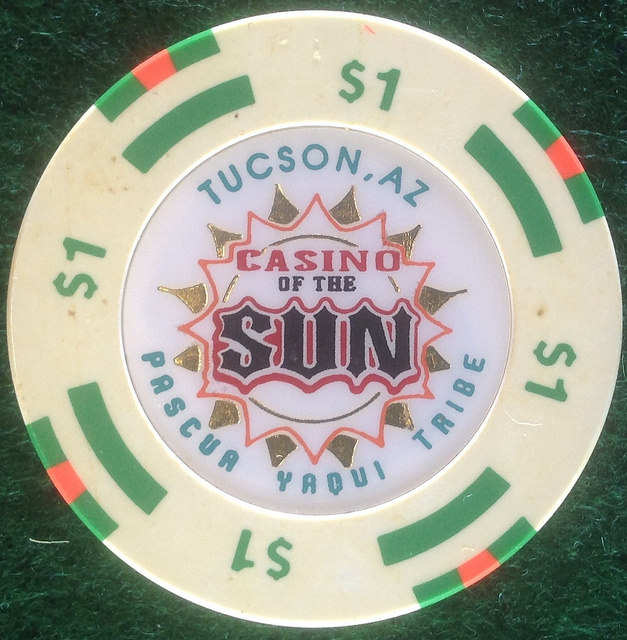 $1
TUCSON, AZ
CASINO
OF THE
SUN
PASCUA YAQUI TRIBE
$1
$1
$1